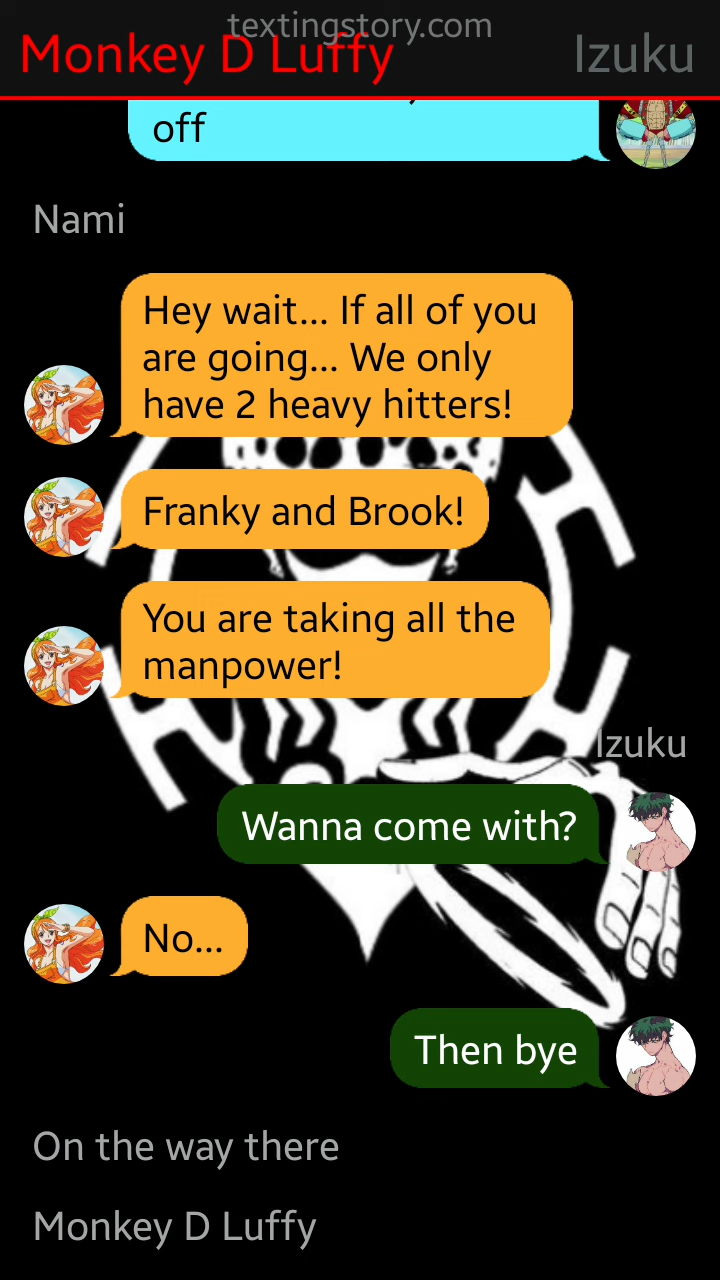 textingstory.com
Monkey D Luffy
Izuku
off
Nami
Hey wait... If all of you
are going... We only
have 2 heavy hitters!
Franky and Brook!
You are taking all the
manpower!
Izuku
Wanna come with?
No...
Then bye
On the way there
Monkey D Luffy